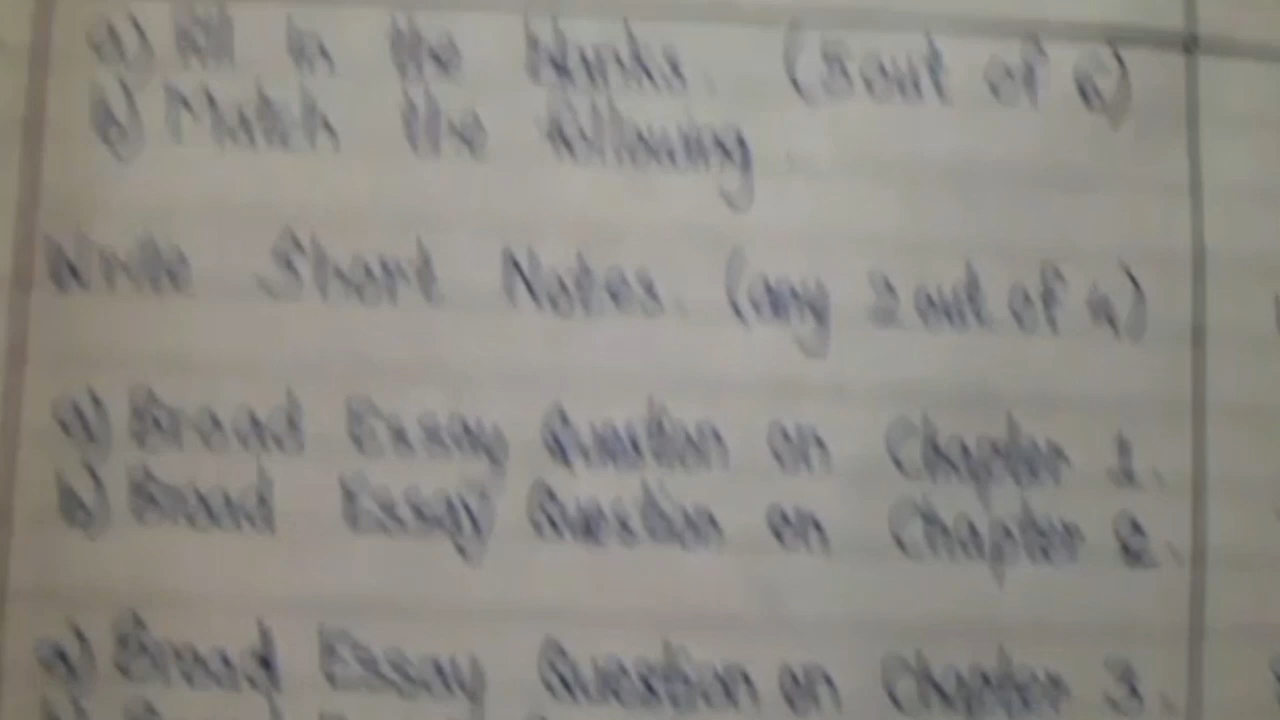 a) Fill in the blanks. (5 out of 6)
b) Match the following
Write Short Notes. (any 2 out of 4)
a) Broad Essay Question on Chapter 1.
b) Broad Essay Question on Chapter 2.
a) Broad Essay Question on Chapter 3.